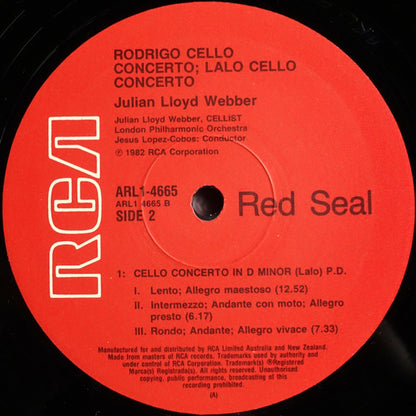 RODRIGO CELLO
CONCERTO; LALO CELLO
CONCERTO
Julian Lloyd Webber
Julian Lloyd Webber, CELLIST
London Philharmonic Orchestra
Jesus Lopez-Cobos: Conductor
℗ 1982 RCA Corporation
RCA
ARL1-4665
ARL1 4665 B
SIDE 2
Red Seal
1: CELLO CONCERTO IN D MINOR (Lalo) P.D.
I. Lento; Allegro maestoso (12.52)
II. Intermezzo; Andante con moto; Allegro
presto (6.17)
III. Rondo; Andante; Allegro vivace (7.33)
Manufactured for and distributed by RCA Limited Australia and New Zealand.
Made from masters of RCA records. Trademarks used by authority and
under control of RCA Corporation. Trademarks ®Registered
Marca(s) Registrada(s). All rights reserved. Unauthorised
copying, public performance, broadcasting of this
recording prohibited.
(A)